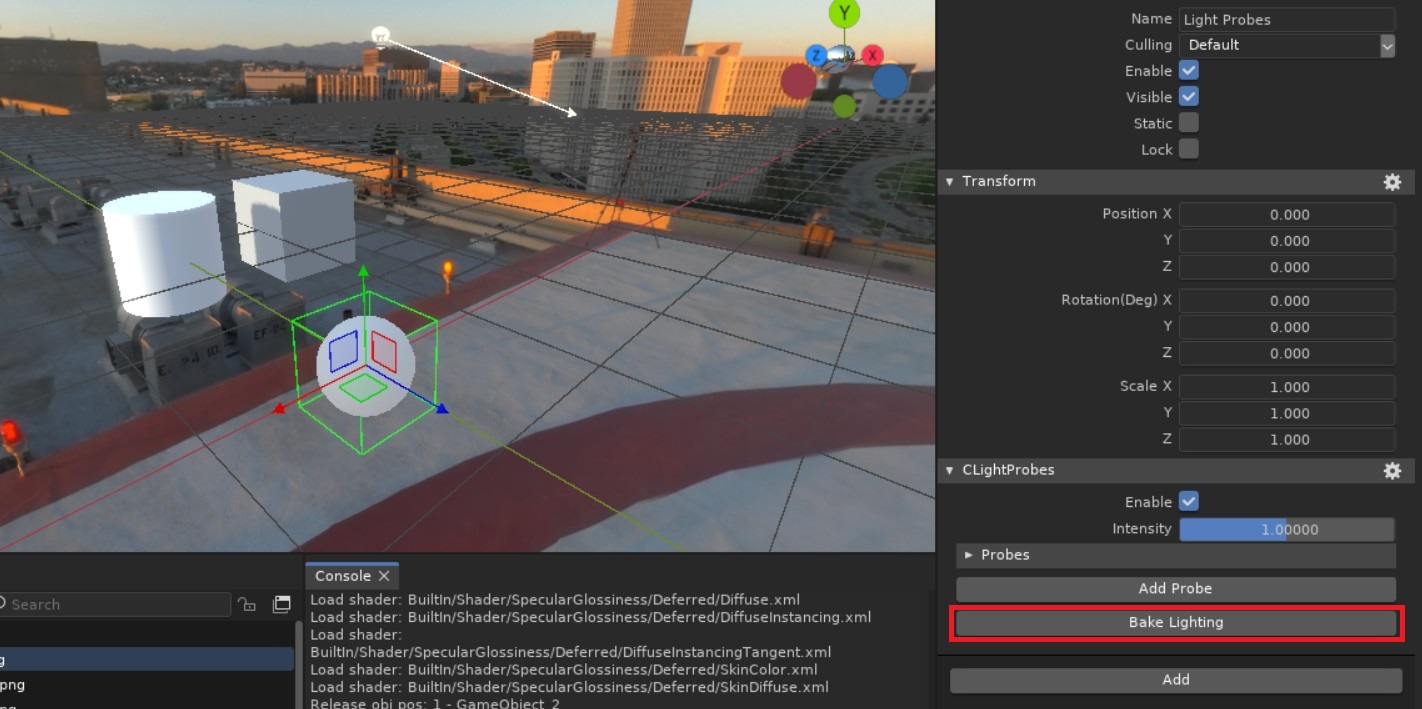 Y
Z
X
Name Light Probes
Culling Default
Enable
Visible
Static
Lock
Transform
Position X 0.000
Y 0.000
Z 0.000
Rotation(Deg) X 0.000
Y 0.000
Z 0.000
Scale X 1.000
Y 1.000
Z 1.000
CLightProbes
Enable
Intensity 1.00000
Probes
Add Probe
Bake Lighting
Add
Search
g
png
Console
Load shader: BuiltIn/Shader/SpecularGlossiness/Deferred/Diffuse.xml
Load shader: BuiltIn/Shader/SpecularGlossiness/Deferred/DiffuseInstancing.xml
Load shader:
BuiltIn/Shader/SpecularGlossiness/Deferred/DiffuseInstancingTangent.xml
Load shader: BuiltIn/Shader/SpecularGlossiness/Deferred/SkinColor.xml
Load shader: BuiltIn/Shader/SpecularGlossiness/Deferred/SkinDiffuse.xml
Release obj pos: 1 - GameObject_2